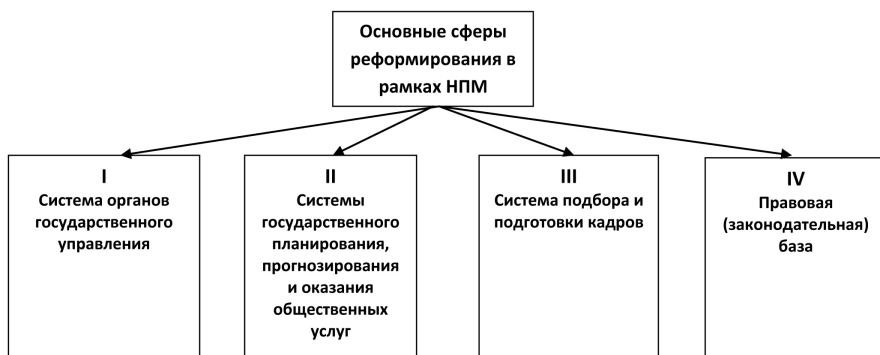 Основные сферы
реформирования в
рамках НПМ
I
Система органов
государственного
управления
II
Системы
государственного
планирования,
прогнозирования
и оказания
общественных
услуг
III
Система подбора и
подготовки кадров
IV
Правовая
(законодательная)
база